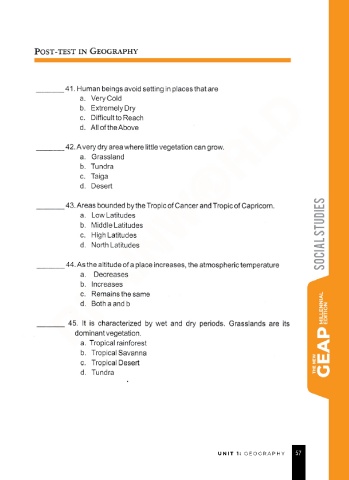 POST-TEST IN GEOGRAPHY
_______ 41. Human beings avoid setting in places that are
a. Very Cold
b. Extremely Dry
c. Difficult to Reach
d. All of the Above
_______ 42. A very dry area where little vegetation can grow.
a. Grassland
b. Tundra
c. Taiga
d. Desert
_______ 43. Areas bounded by the Tropic of Cancer and Tropic of Capricorn.
a. Low Latitudes
b. Middle Latitudes
c. High Latitudes
d. North Latitudes
_______ 44. As the altitude of a place increases, the atmospheric temperature
a. Decreases
b. Increases
c. Remains the same
d. Both a and b
_______ 45. It is characterized by wet and dry periods. Grasslands are its
dominant vegetation.
a. Tropical rainforest
b. Tropical Savanna
c. Tropical Desert
d. Tundra
SOCIAL STUDIES
THE NEW
GEAP
MILLENNIAL
EDITION
UNIT 1: GEOGRAPHY 57